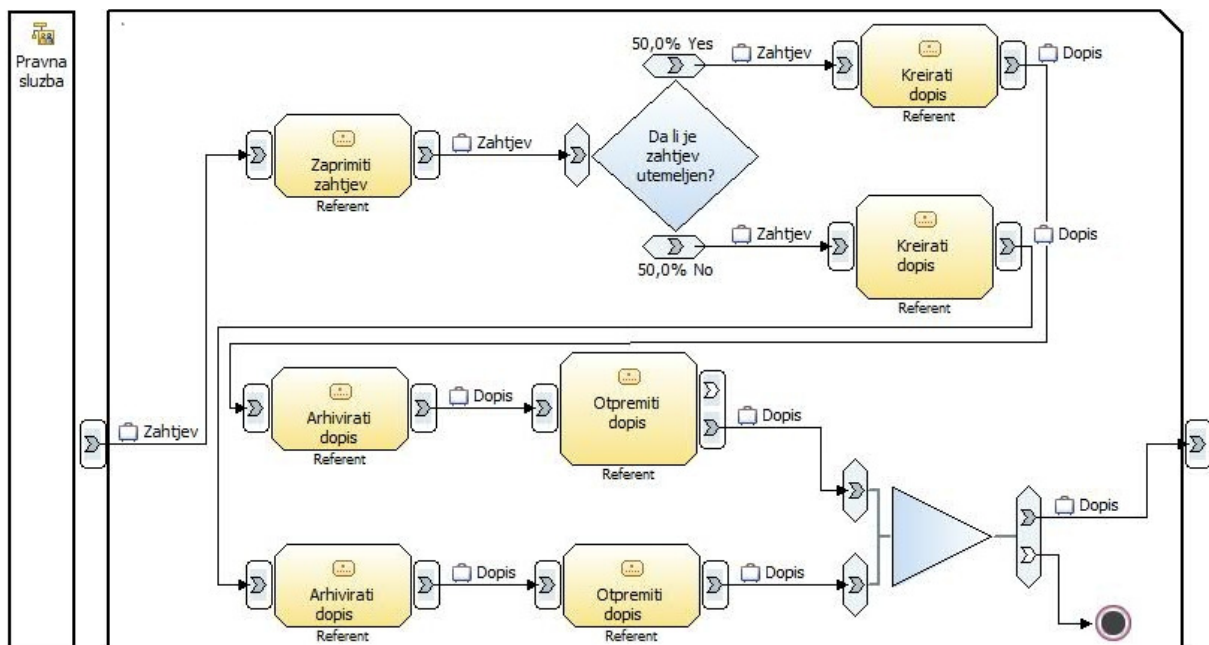 Pravna
sluzba
50,0% Yes
Zahtjev
Kreirati
dopis
Referent
Dopis
Zaprimiti
zahtjev
Referent
Zahtjev
Da li je
zahtjev
utemeljen?
50,0% No
Zahtjev
Kreirati
dopis
Referent
Dopis
Zahtjev
Arhivirati
dopis
Referent
Dopis
Otpremiti
dopis
Referent
Dopis
Arhivirati
dopis
Referent
Dopis
Otpremiti
dopis
Referent
Dopis
Dopis